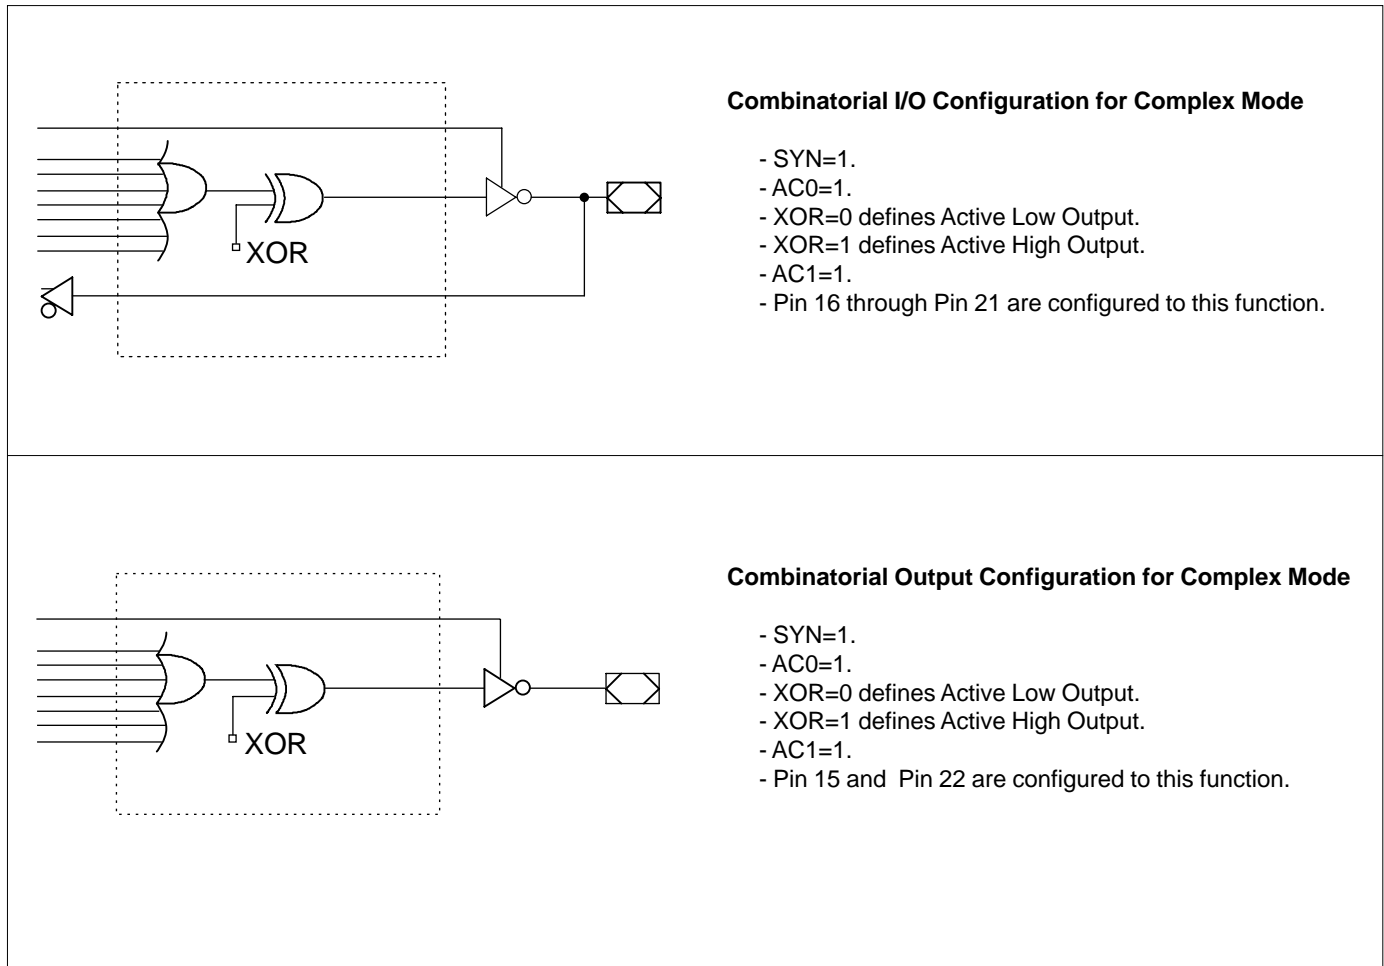 Combinatorial I/O Configuration for Complex Mode
- SYN=1.
- AC0=1.
- XOR=0 defines Active Low Output.
- XOR=1 defines Active High Output.
- AC1=1.
- Pin 16 through Pin 21 are configured to this function.
XOR
Combinatorial Output Configuration for Complex Mode
- SYN=1.
- AC0=1.
- XOR=0 defines Active Low Output.
- XOR=1 defines Active High Output.
- AC1=1.
- Pin 15 and  Pin 22 are configured to this function.
XOR